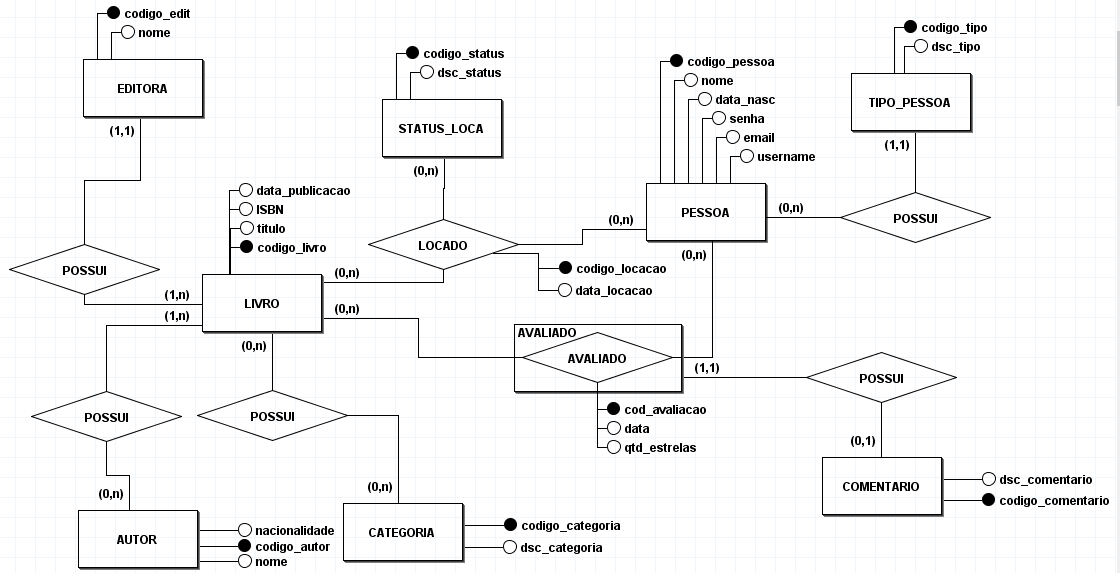 codigo_edit
nome
EDITORA
(1,1)
POSSUI
(1,n)
codigo_status
dsc_status
STATUS_LOCA
(0,n)
LOCADO
(0,n)
(0,n)
codigo_locacao
data_locacao
codigo_pessoa
nome
data_nasc
senha
email
username
PESSOA
(0,n)
(0,n)
codigo_tipo
dsc_tipo
TIPO_PESSOA
(1,1)
POSSUI
data_publicacao
ISBN
titulo
codigo_livro
LIVRO
(1,n)
(0,n)
(0,n)
AVALIADO
AVALIADO
(1,1)
cod_avaliacao
data
qtd_estrelas
POSSUI
(0,1)
COMENTARIO
dsc_comentario
codigo_comentario
POSSUI
(0,n)
AUTOR
nacionalidade
codigo_autor
nome
POSSUI
(0,n)
CATEGORIA
codigo_categoria
dsc_categoria